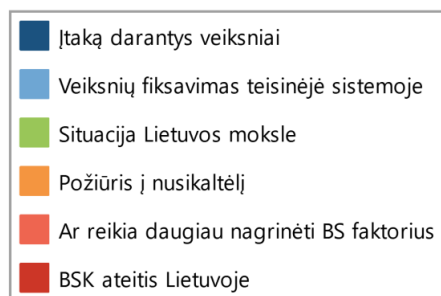 Įtaką darantys veiksniai
Veiksnių fiksavimas teisinėje sistemoje
Situacija Lietuvos moksle
Požiūris į nusikaltėlį
Ar reikia daugiau nagrinėti BS faktorius
BSK ateitis Lietuvoje